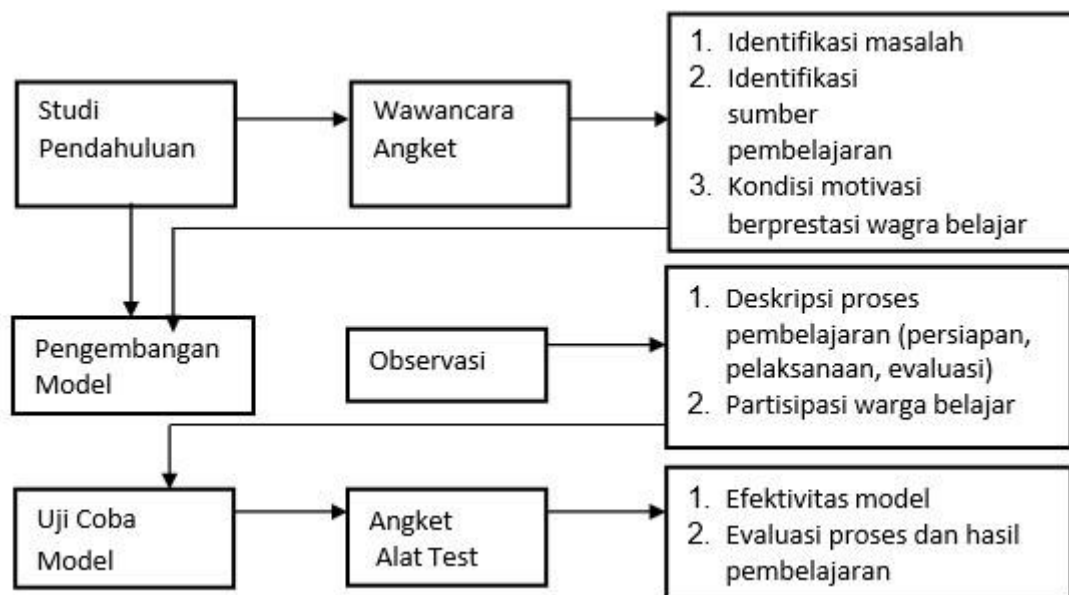 Studi
Pendahuluan
Wawancara
Angket
1. Identifikasi masalah
2. Identifikasi
sumber
pembelajaran
3. Kondisi motivasi
berprestasi wagra belajar
Pengembangan
Model
Observasi
1. Deskripsi proses
pembelajaran (persiapan,
pelaksanaan, evaluasi)
2. Partisipasi warga belajar
Uji Coba
Model
Angket
Alat Test
1. Efektivitas model
2. Evaluasi proses dan hasil
pembelajaran